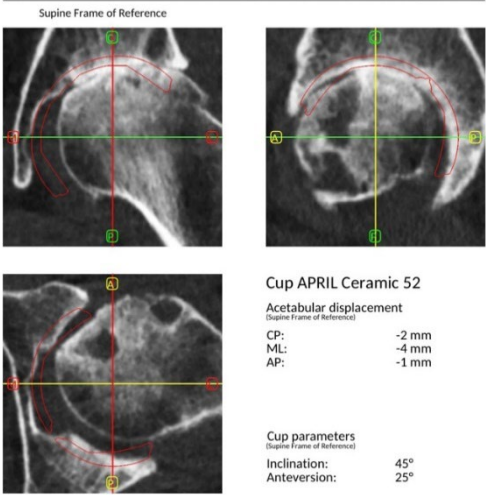 Supine Frame of Reference
A
P
A
P
Cup APRIL Ceramic 52
Acetabular displacement
(Supine Frame of Reference)
CP: -2 mm
ML: -4 mm
AP: -1 mm
Cup parameters
(Supine Frame of Reference)
Inclination: 45°
Anteversion: 25°